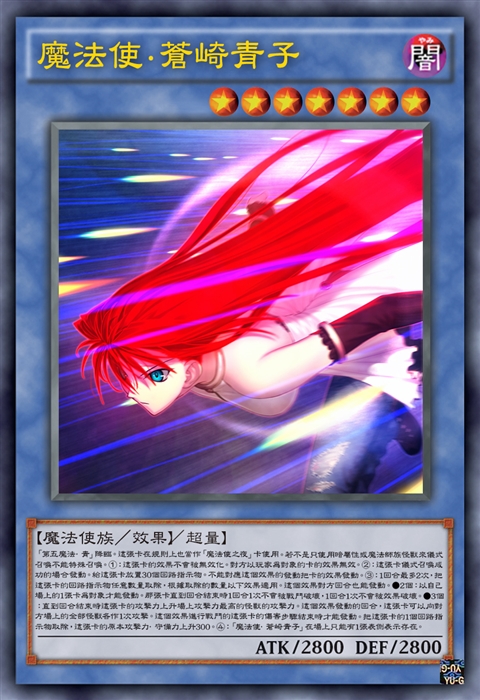 魔法使·蒼崎青子
やみ
闇
【魔法使族／效果】／超量】
「第五魔法·青」降臨。這張卡在規則上也當作「魔法使之夜」卡使用。若不是只使用暗屬性或魔法師族怪獸來儀式
召喚不能特殊召喚。①：這張卡的效果不會被無效化。對方以玩家為對象的卡的效果無效。②：這張卡儀式召喚成
功的場合發動。給這張卡放置30個回路指示物。不能對應這個效果的發動把卡的效果發動。③：1回合最多2次，把
這張卡的回路指示物任意數量取除，根據取除的數量以下效果適用。這個效果對方回合也能發動。●2個：以自己
場上的1張卡為對象才能發動。那張卡直到回合結束時1回合1次不會被戰鬥破壞，1回合1次不會被效果破壞。●3個
：直到回合結束時這張卡的攻擊力上升場上攻擊力最高的怪獸的攻擊力。這個效果發動的回合，這張卡可以向對
方場上的全部怪獸各作1次攻擊。這個效果進行戰鬥的這張卡的傷害步驟結束時才能發動。把這張卡的1個回路指
示物取除，這張卡的原本攻擊力·守備力上升300。④：「魔法使·蒼崎青子」在場上只能有1張表側表示存在。
ATK/2800 DEF/2800
YU-G
YU-G